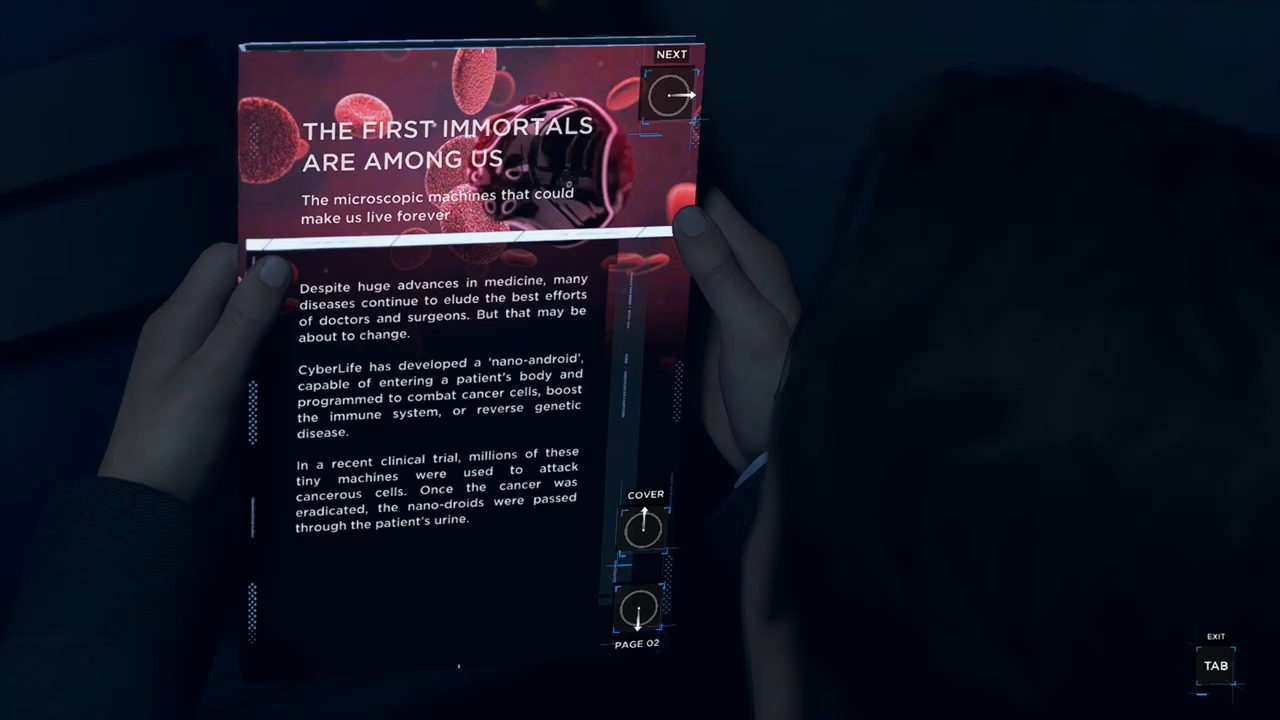 NEXT
THE FIRST IMMORTALS
ARE AMONG US
The microscopic machines that could
make us live forever
Despite huge advances in medicine, many
diseases continue to elude the best efforts
of doctors and surgeons. But that may be
about to change.
CyberLife has developed a ‘nano-android’,
capable of entering a patient’s body and
programmed to combat cancer cells, boost
the immune system, or reverse genetic
disease.
In a recent clinical trial, millions of these
tiny machines were used to attack
cancerous cells. Once the cancer was
eradicated, the nano-droids were passed
through the patient’s urine.
COVER
PAGE 02
EXIT
TAB